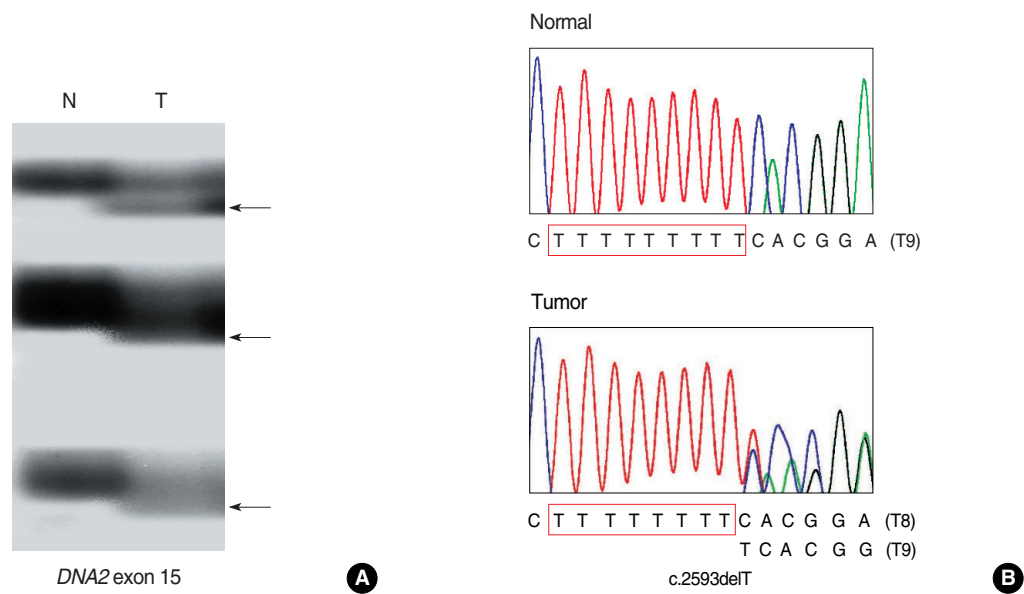 N T
DNA2 exon 15
A
Normal
C T T T T T T T T T C A C G G A (T9)
Tumor
C T T T T T T T T C A C G G A (T8)
T C A C G G (T9)
c.2593delT
B